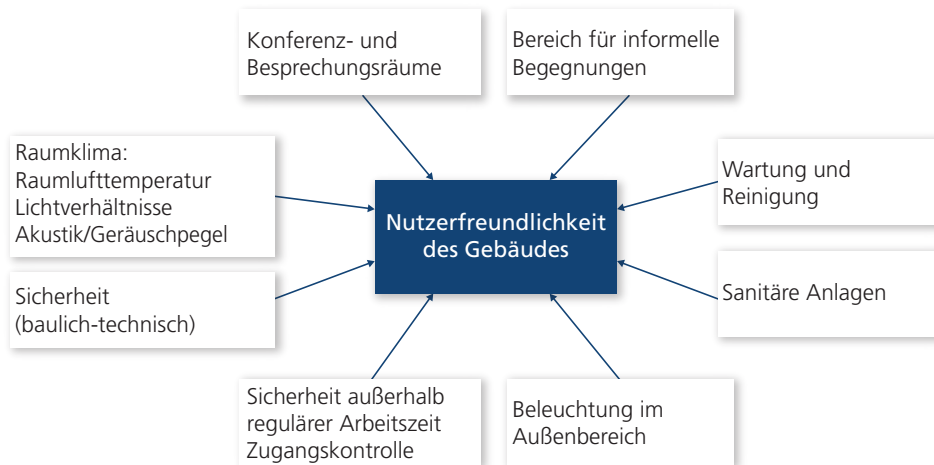 Konferenz- und
Besprechungsräume
Bereich für informelle
Begegnungen
Raumklima:
Raumlufttemperatur
Lichtverhältnisse
Akustik/Geräuschpegel
Wartung und
Reinigung
Nutzerfreundlichkeit
des Gebäudes
Sicherheit
(baulich-technisch)
Sanitäre Anlagen
Sicherheit außerhalb
regulärer Arbeitszeit
Zugangskontrolle
Beleuchtung im
Außenbereich